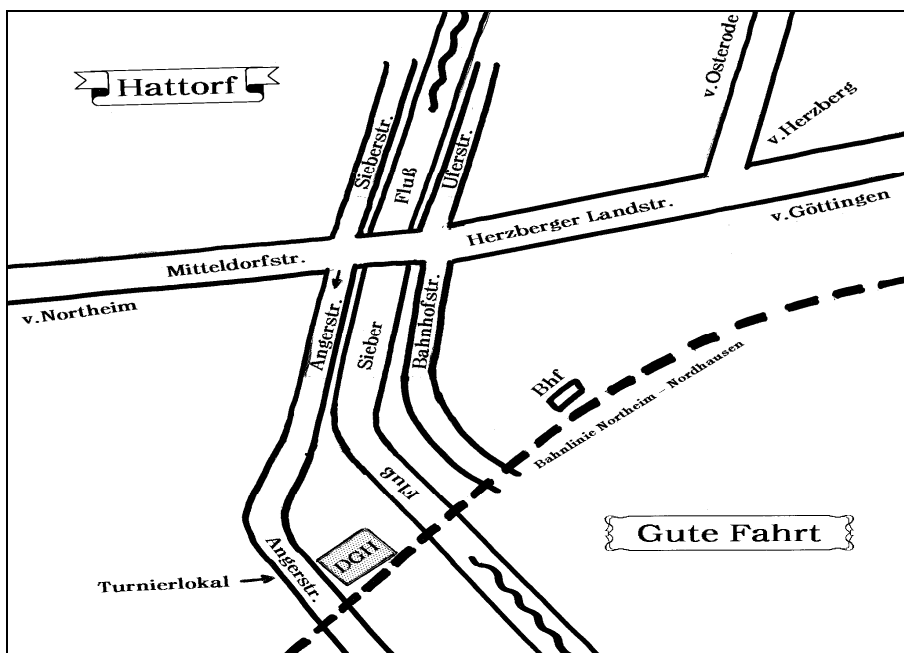 Hattorf
v.Osterode
v.Herzberg
Sieberstr.
Fluß
Uferstr.
Herzberger Landstr.
v.Göttingen
Mitteldorfstr.
v.Northeim
Angerstr.
Sieber
Bahnhofstr.
Bhf
Bahnlinie Northeim – Nordhausen
Fluß
Gute Fahrt
DGH
Angerstr.
Turnierlokal